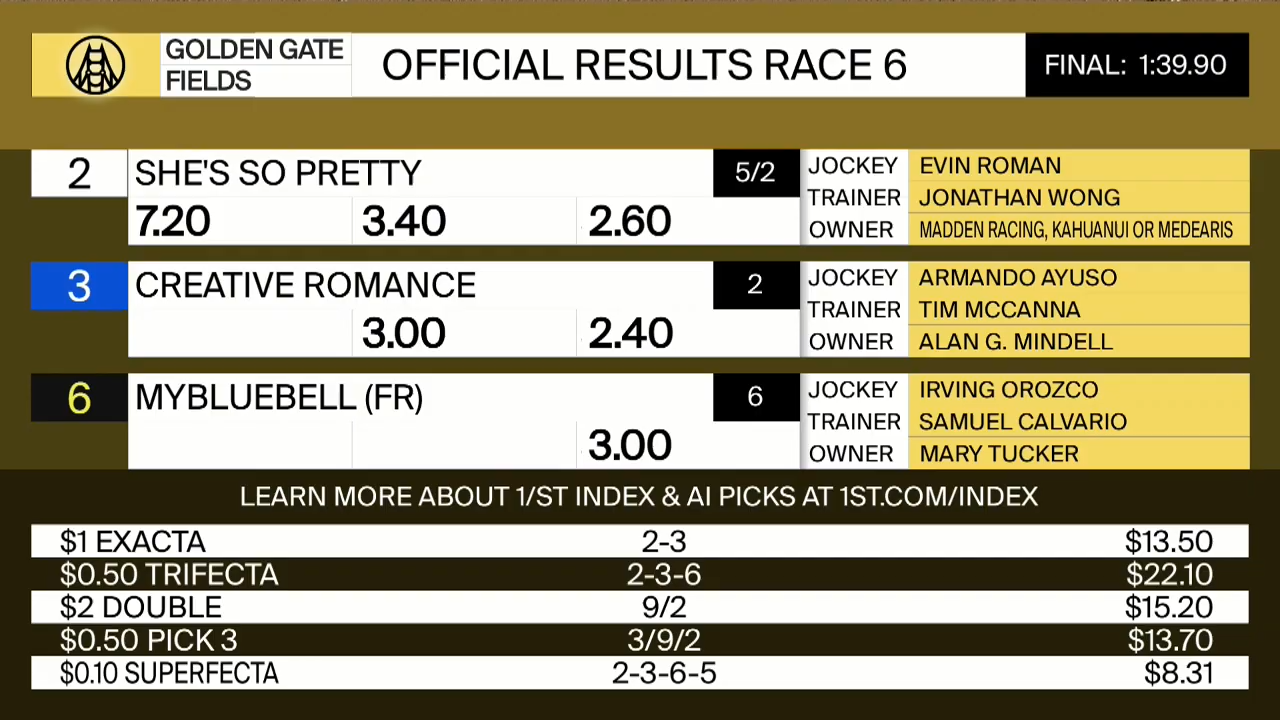 GOLDEN GATE
FIELDS
OFFICIAL RESULTS RACE 6
FINAL: 1:39.90
2 SHE'S SO PRETTY 5/2
7.20 3.40 2.60
JOCKEY EVIN ROMAN
TRAINER JONATHAN WONG
OWNER MADDEN RACING, KAHUANUI OR MEDEARIS
3 CREATIVE ROMANCE 2
3.00 2.40
JOCKEY ARMANDO AYUSO
TRAINER TIM MCCANNA
OWNER ALAN G. MINDELL
6 MYBLUEBELL (FR) 6
3.00
JOCKEY IRVING OROZCO
TRAINER SAMUEL CALVARIO
OWNER MARY TUCKER
LEARN MORE ABOUT 1/ST INDEX & AI PICKS AT 1ST.COM/INDEX
$1 EXACTA 2-3 $13.50
$0.50 TRIFECTA 2-3-6 $22.10
$2 DOUBLE 9/2 $15.20
$0.50 PICK 3 3/9/2 $13.70
$0.10 SUPERFECTA 2-3-6-5 $8.31